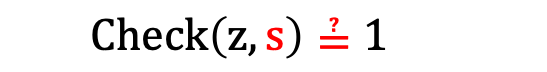 Check(z, s) ≟ 1